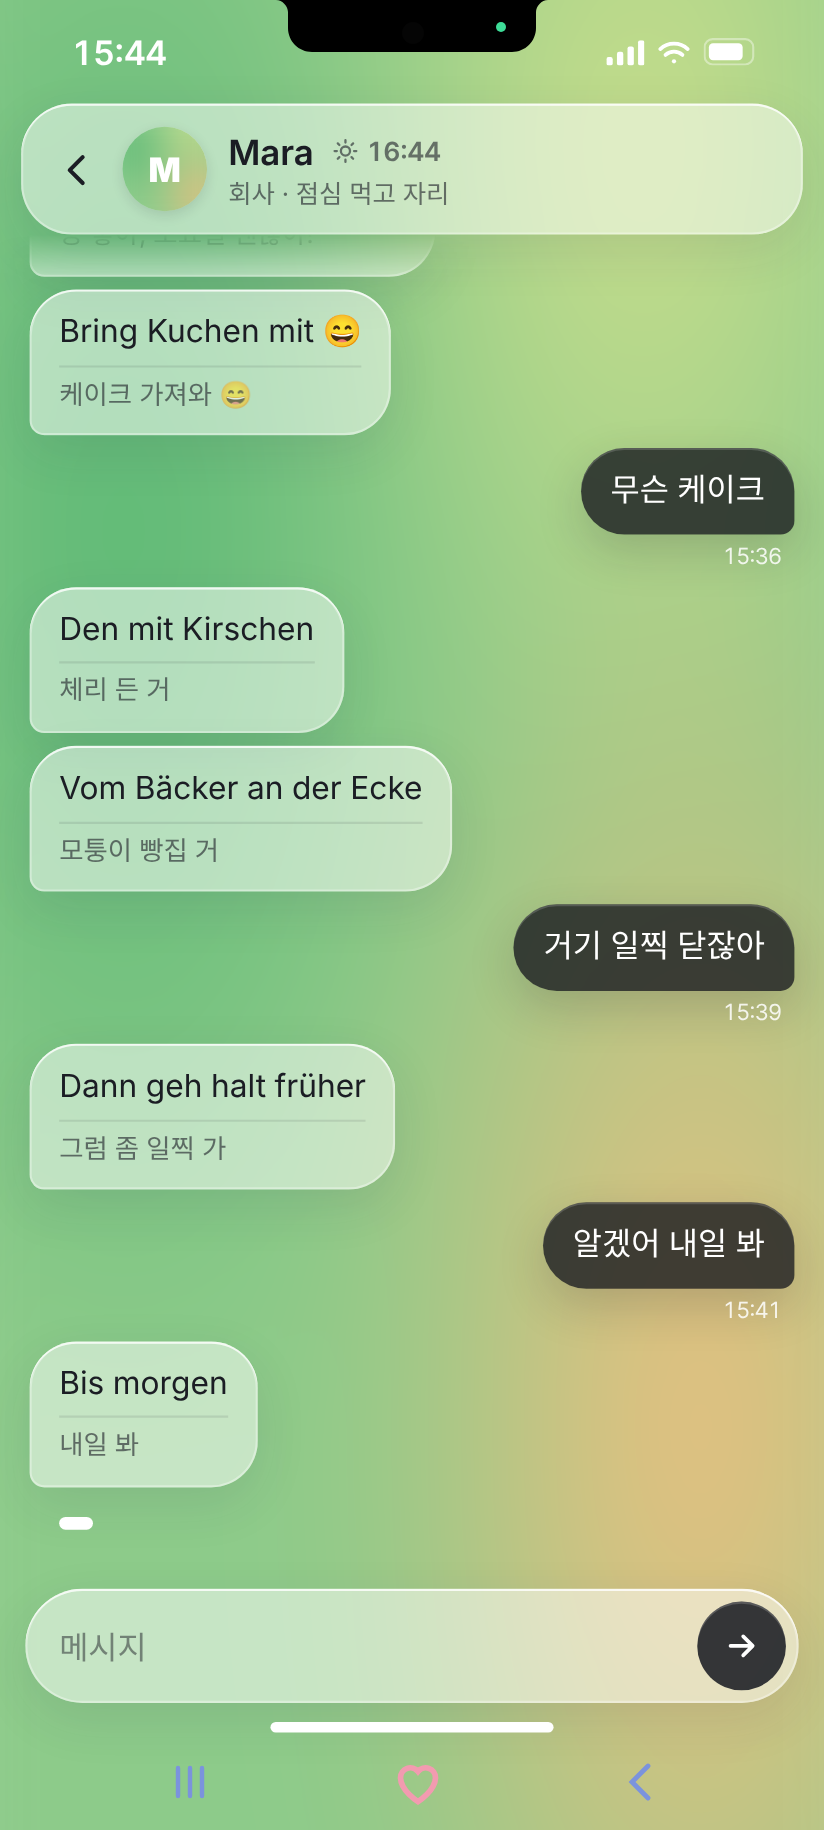 15:44
M
Mara 16:44
회사 · 점심 먹고 자리
Bring Kuchen mit 😄
케이크 가져와 😄
무슨 케이크
15:36
Den mit Kirschen
체리 든 거
Vom Bäcker an der Ecke
모퉁이 빵집 거
거기 일찍 닫잖아
15:39
Dann geh halt früher
그럼 좀 일찍 가
알겠어 내일 봐
15:41
Bis morgen
내일 봐
메시지